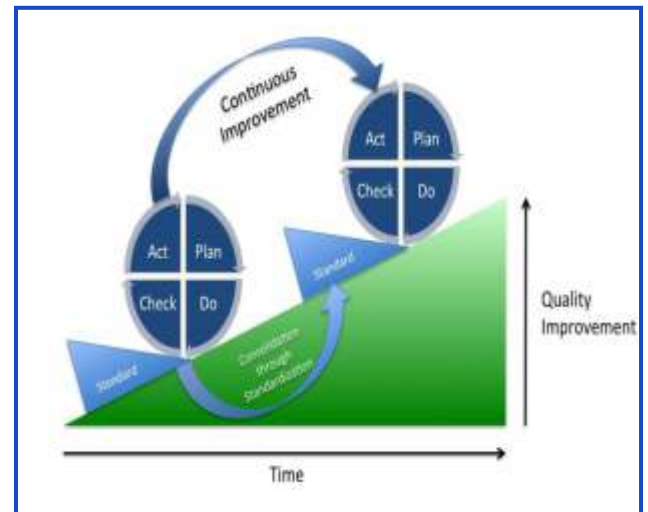 Continuous
Improvement
Act
Plan
Check
Do
Act
Plan
Check
Do
Standard
Standard
Consolidation
through
Standardization
Quality
Improvement
Time